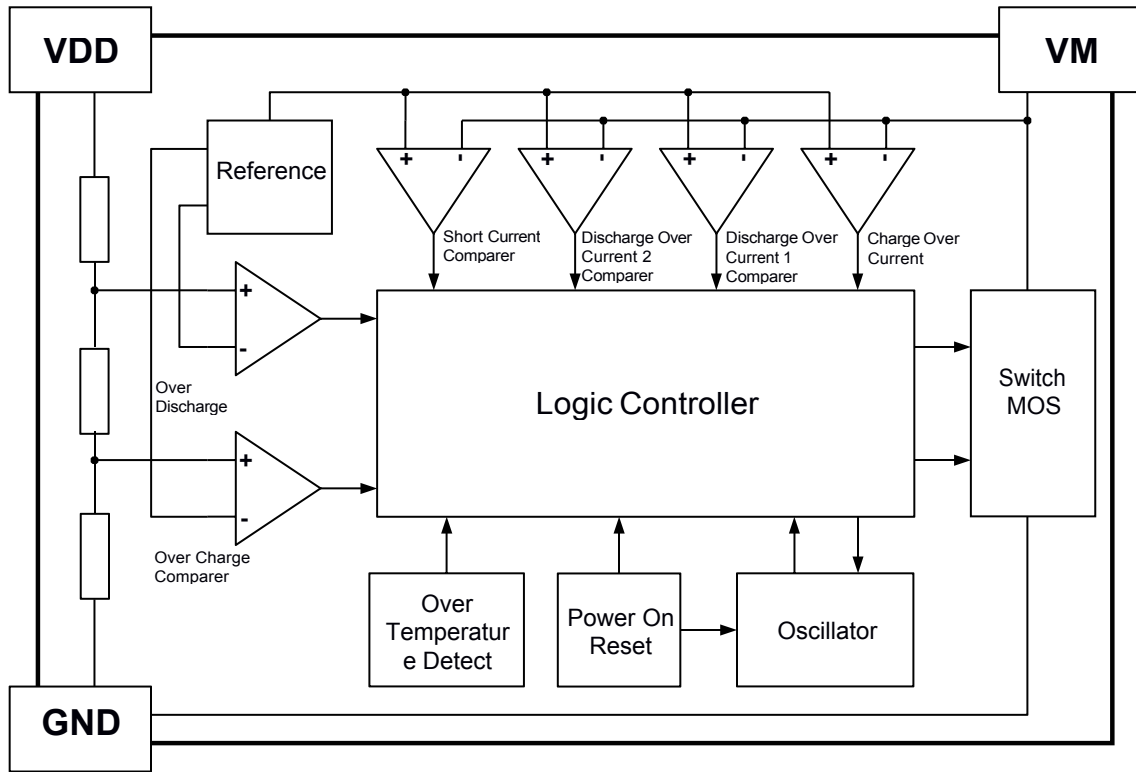 VDD
VM
Reference
+ -
+ -
+ -
+ -
Short Current
Comparer
Discharge Over
Current 2
Comparer
Discharge Over
Current 1
Comparer
Charge Over
Current
+
-
Over
Discharge
Logic Controller
Switch
MOS
+
-
Over Charge
Comparer
Over
Temperatur
e Detect
Power On
Reset
Oscillator
GND